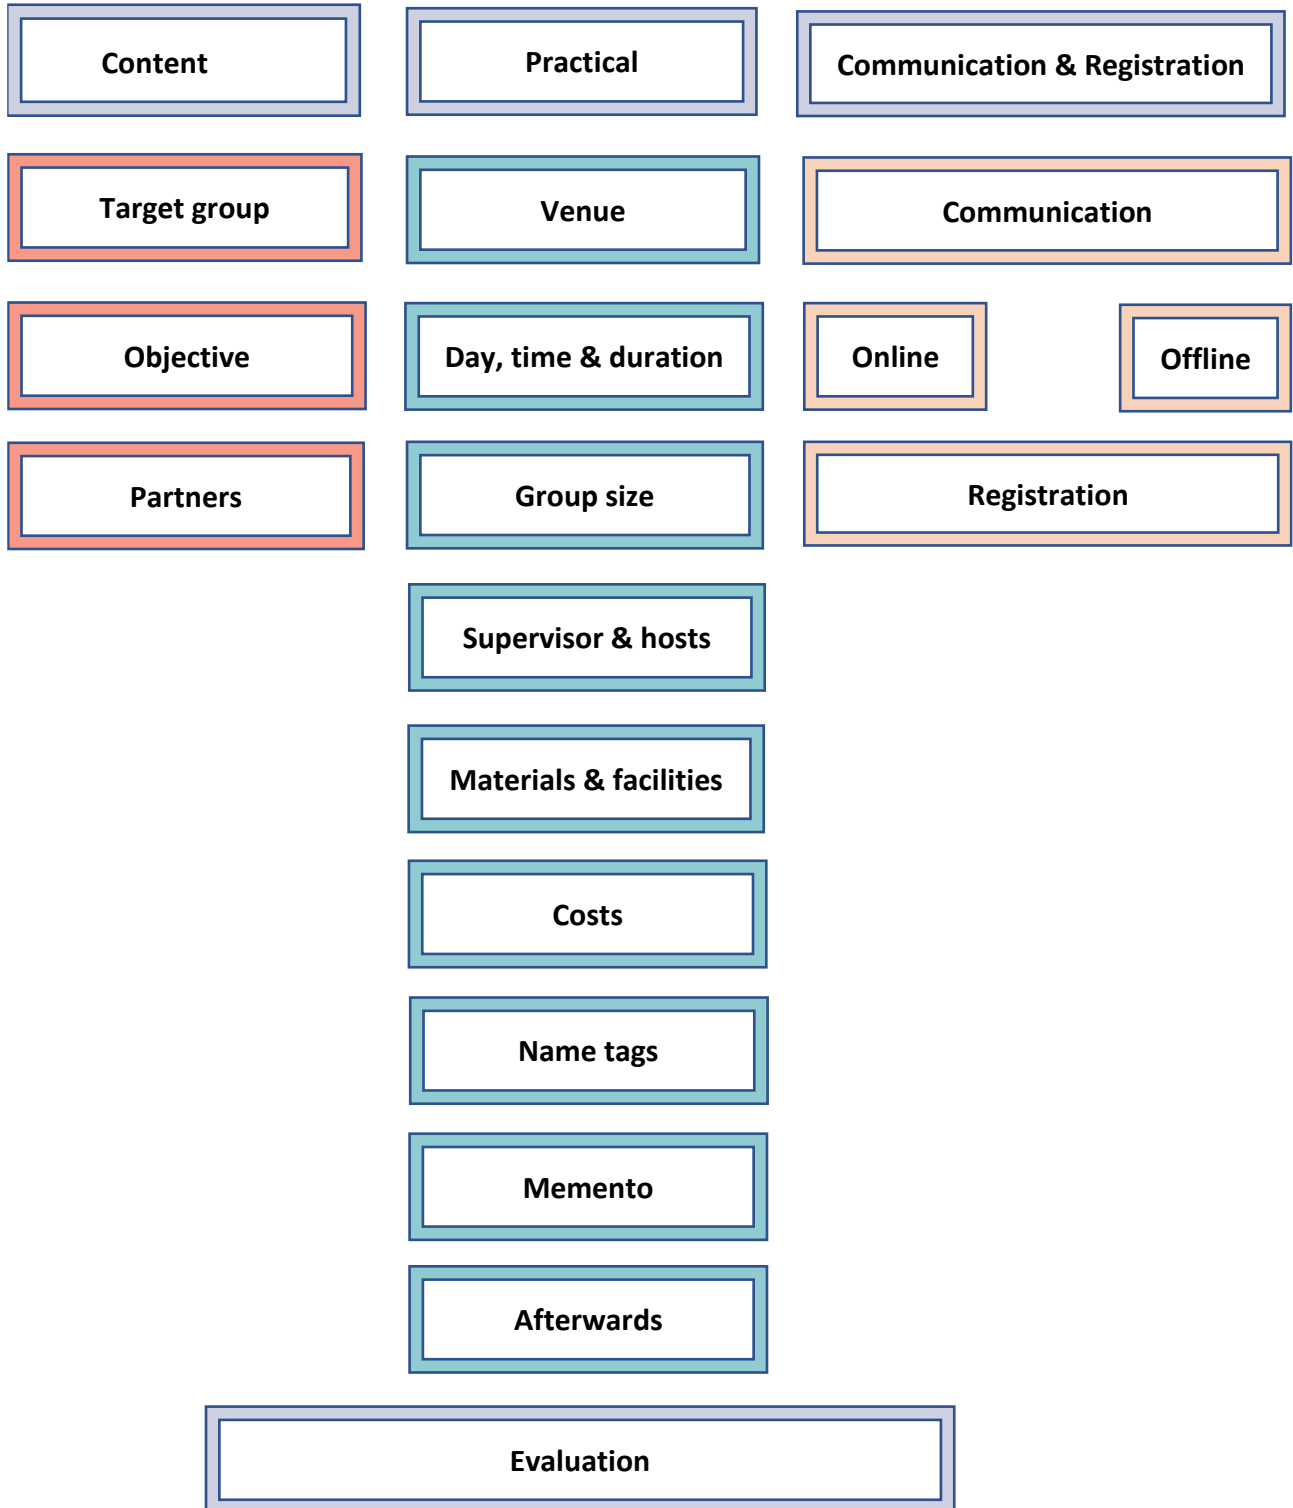 Content
Practical
Communication & Registration
Target group
Venue
Communication
Objective
Day, time & duration
Online
Offline
Partners
Group size
Registration
Supervisor & hosts
Materials & facilities
Costs
Name tags
Memento
Afterwards
Evaluation